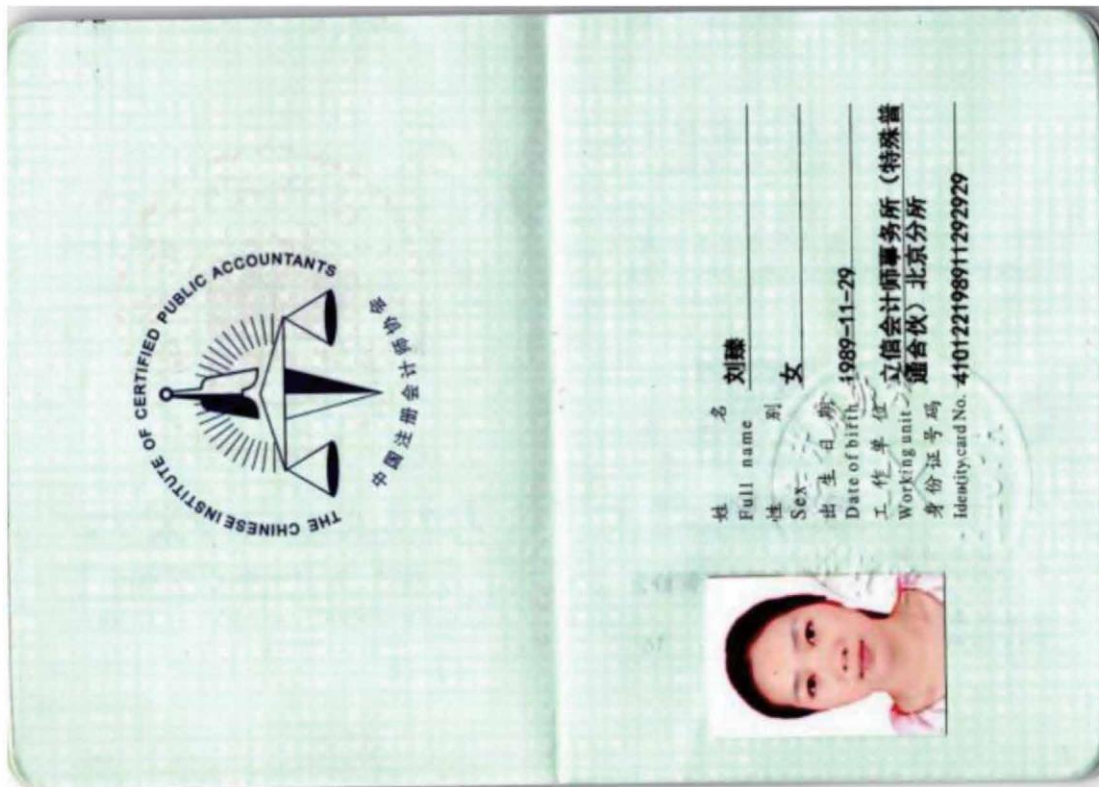 THE CHINESE INSTITUTE OF CERTIFIED PUBLIC ACCOUNTANTS
中国注册会计师协会
姓 名 刘臻
Full name
性 别 女
Sex
出生日期 1989-11-29
Date of birth
工作单位 立信会计师事务所（特殊普
Working unit 通合伙）北京分所
身份证号码
Identity card No. 410122198911292929